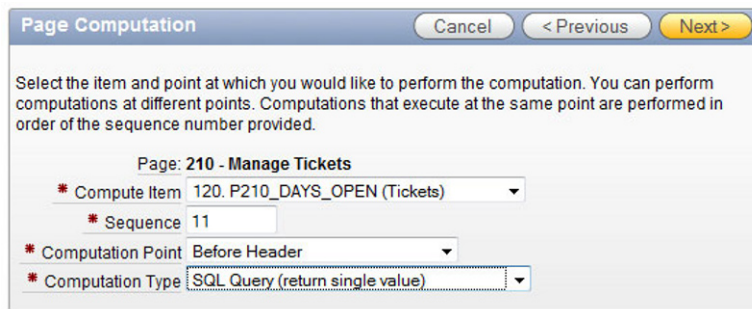 Page Computation Cancel < Previous Next >
Select the item and point at which you would like to perform the computation. You can perform
computations at different points. Computations that execute at the same point are performed in
order of the sequence number provided.
Page: 210 - Manage Tickets
* Compute Item 120. P210_DAYS_OPEN (Tickets)
* Sequence 11
* Computation Point Before Header
* Computation Type SQL Query (return single value)